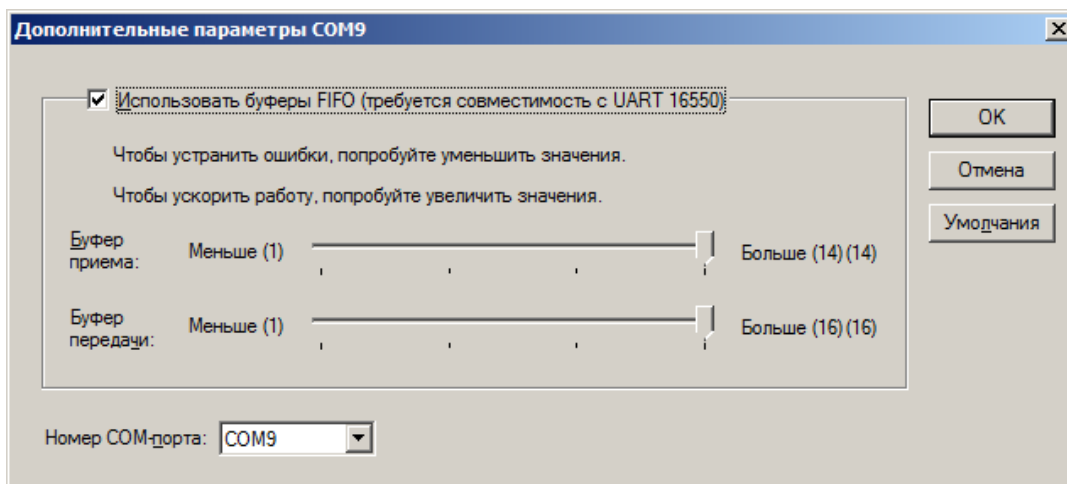 Дополнительные параметры COM9
Использовать буферы FIFO (требуется совместимость с UART 16550)
OK
Чтобы устранить ошибки, попробуйте уменьшить значения.
Отмена
Чтобы ускорить работу, попробуйте увеличить значения.
Умолчания
Буфер
приема:
Меньше (1)
Больше (14) (14)
Буфер
передачи:
Меньше (1)
Больше (16) (16)
Номер COM-порта:
COM9